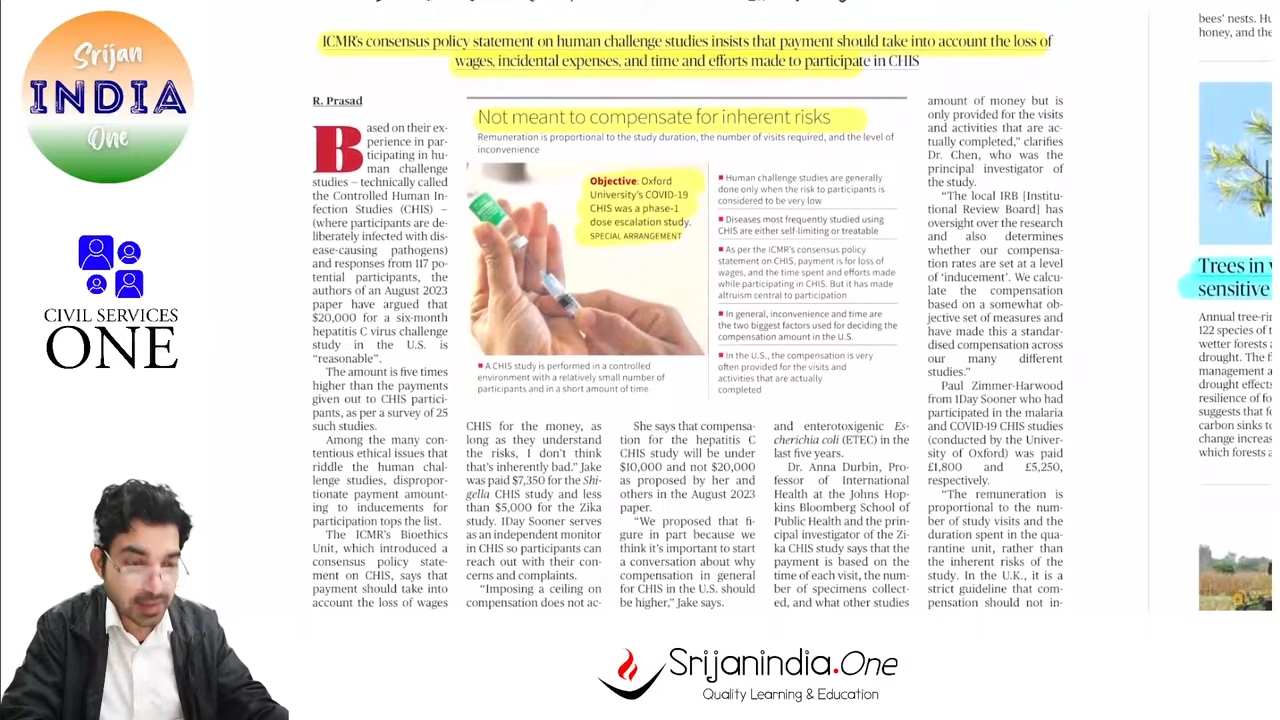 Srijan
INDIA
One
CIVIL SERVICES
ONE
ICMR's consensus policy statement on human challenge studies insists that payment should take into account the loss of
wages, incidental expenses, and time and efforts made to participate in CHIS
R. Prasad
Based on their ex-
perience in par-
ticipating in hu-
man challenge
studies – technically called
the Controlled Human In-
fection Studies (CHIS) –
(where participants are de-
liberately infected with dis-
ease-causing pathogens)
and responses from 117 po-
tential participants, the
authors of an August 2023
paper have argued that
$20,000 for a six-month
hepatitis C virus challenge
study in the U.S. is
“reasonable”.
The amount is five times
higher than the payments
given out to CHIS partici-
pants, as per a survey of 25
such studies.
Among the many con-
tentious ethical issues that
riddle the human chal-
lenge studies, dispropor-
tionate payment amount-
ing to inducements for
participation tops the list.
The ICMR's Bioethics
Unit, which introduced a
consensus policy state-
ment on CHIS, says that
payment should take into
account the loss of wages
Not meant to compensate for inherent risks
Remuneration is proportional to the study duration, the number of visits required, and the level of
inconvenience
Objective: Oxford
University's COVID-19
CHIS was a phase-1
dose escalation study.
SPECIAL ARRANGEMENT
■ A CHIS study is performed in a controlled
environment with a relatively small number of
participants and in a short amount of time
■ Human challenge studies are generally
done only when the risk to participants is
considered to be very low
■ Diseases most frequently studied using
CHIS are either self-limiting or treatable
■ As per the ICMR's consensus policy
statement on CHIS, payment is for loss of
wages, and the time spent and efforts made
while participating in CHIS. But it has made
altruism central to participation
■ In general, inconvenience and time are
the two biggest factors used for deciding the
compensation amount in the U.S.
■ In the U.S., the compensation is very
often provided for the visits and
activities that are actually
completed
CHIS for the money, as
long as they understand
the risks, I don't think
that's inherently bad.” Jake
was paid $7,350 for the Shi-
gella CHIS study and less
than $5,000 for the Zika
study. 1Day Sooner serves
as an independent monitor
in CHIS so participants can
reach out with their con-
cerns and complaints.
“Imposing a ceiling on
compensation does not ac-
She says that compensa-
tion for the hepatitis C
CHIS study will be under
$10,000 and not $20,000
as proposed by her and
others in the August 2023
paper.
“We proposed that fi-
gure in part because we
think it's important to start
a conversation about why
compensation in general
for CHIS in the U.S. should
be higher,” Jake says.
and enterotoxigenic Es-
cherichia coli (ETEC) in the
last five years.
Dr. Anna Durbin, Pro-
fessor of International
Health at the Johns Hop-
kins Bloomberg School of
Public Health and the prin-
cipal investigator of the Zi-
ka CHIS study says that the
payment is based on the
time of each visit, the num-
ber of specimens collect-
ed, and what other studies
amount of money but is
only provided for the visits
and activities that are ac-
tually completed,” clarifies
Dr. Chen, who was the
principal investigator of
the study.
“The local IRB [Institu-
tional Review Board] has
oversight over the research
and also determines
whether our compensa-
tion rates are set at a level
of ‘inducement’. We calcu-
late the compensation
based on a somewhat ob-
jective set of measures and
have made this a standar-
dised compensation across
our many different
studies.”
Paul Zimmer-Harwood
from 1Day Sooner who had
participated in the malaria
and COVID-19 CHIS studies
(conducted by the Univer-
sity of Oxford) was paid
£1,800 and £5,250,
respectively.
“The remuneration is
proportional to the num-
ber of study visits and the
duration spent in the qua-
rantine unit, rather than
the inherent risks of the
study. In the U.K., it is a
strict guideline that com-
pensation should not in-
bees' nests. Hu
honey, and the
Trees in w
sensitive
Annual tree-rin
122 species of t
wetter forests a
drought. The fi
management a
drought effects
resilience of fo
suggests that fo
carbon sinks to
change increas
which forests a
Srijanindia.One
Quality Learning & Education